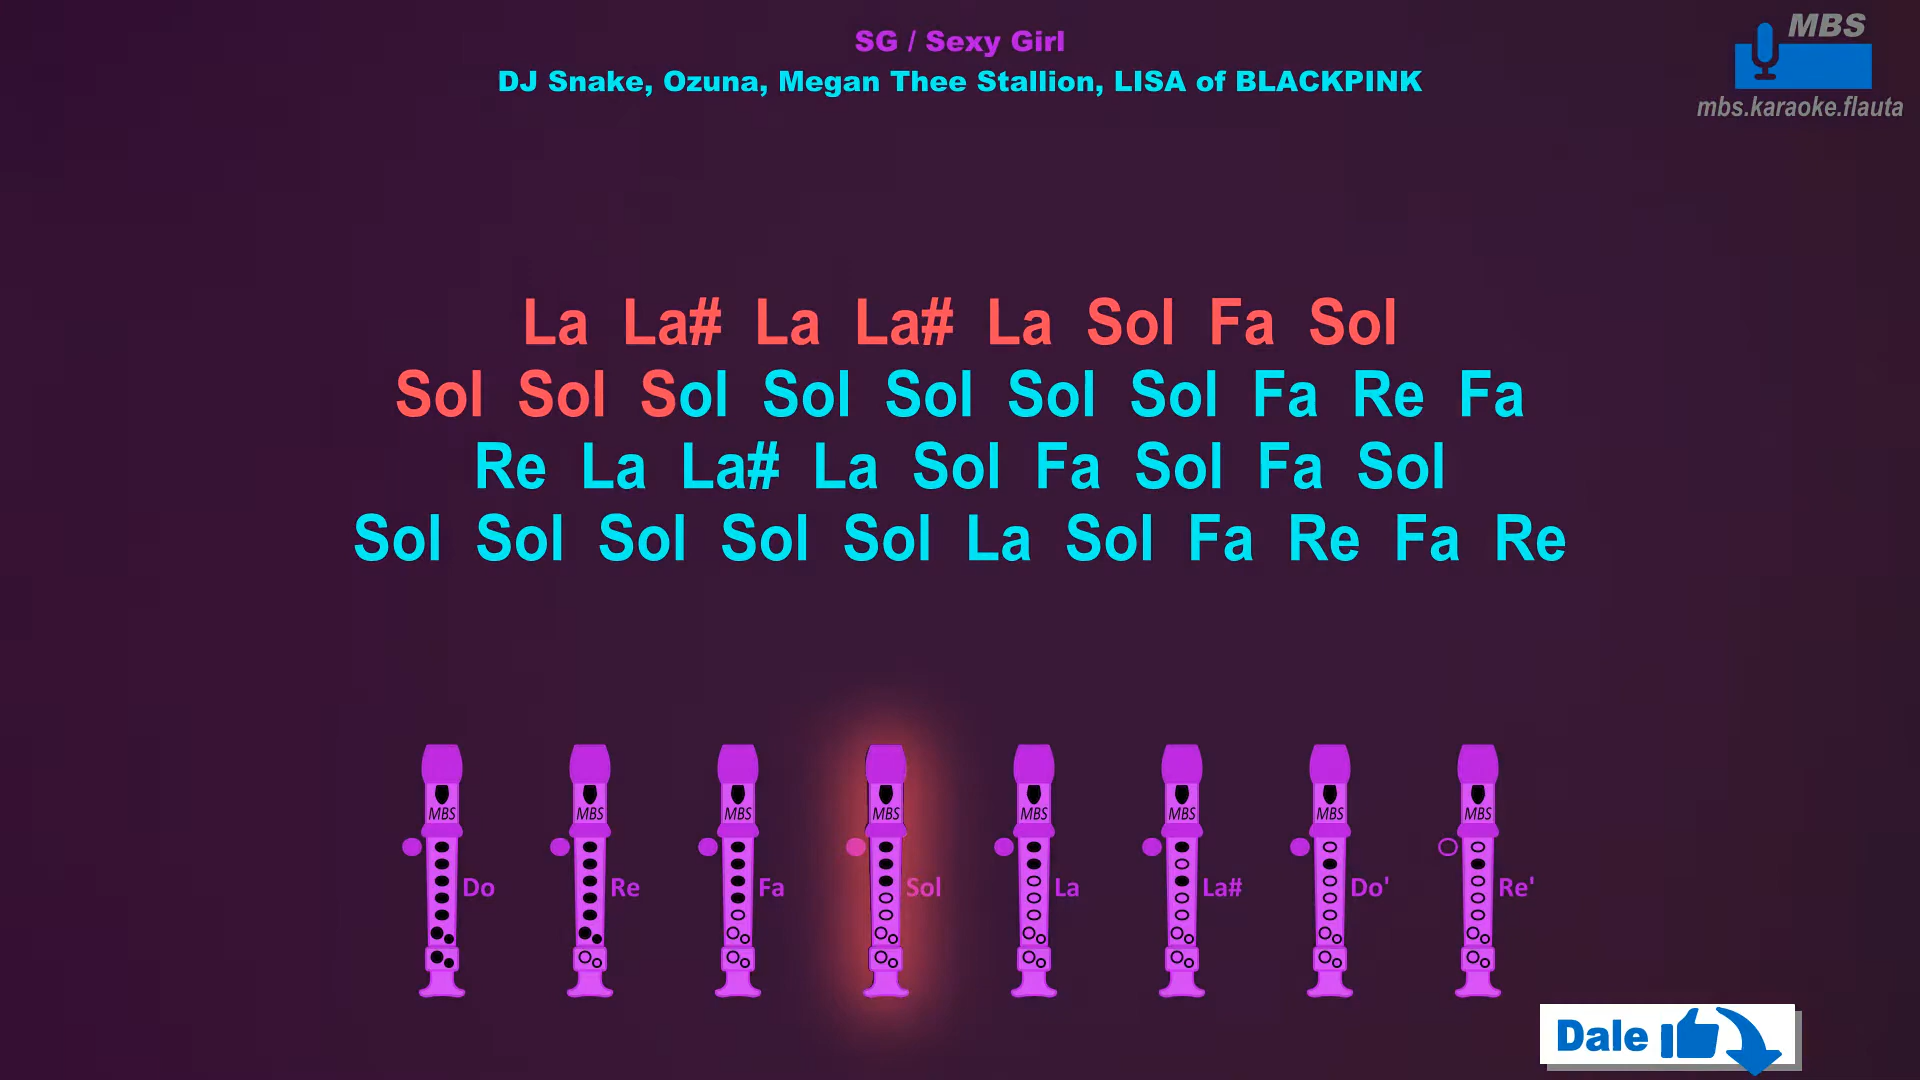 SG / Sexy Girl
DJ Snake, Ozuna, Megan Thee Stallion, LISA of BLACKPINK
MBS
mbs.karaoke.flauta
La La# La La# La Sol Fa Sol
Sol Sol Sol Sol Sol Sol Sol Fa Re Fa
Re La La# La Sol Fa Sol Fa Sol
Sol Sol Sol Sol Sol La Sol Fa Re Fa Re
MBS MBS MBS MBS MBS MBS MBS MBS
Do Re Fa Sol La La# Do' Re'
Dale